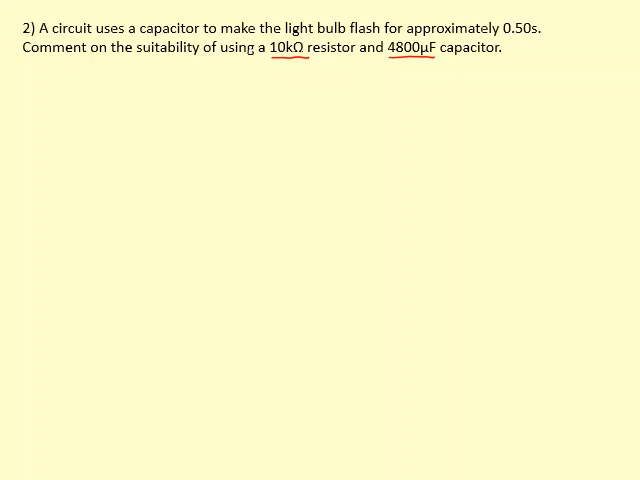 2) A circuit uses a capacitor to make the light bulb flash for approximately 0.50s.
Comment on the suitability of using a 10kΩ resistor and 4800μF capacitor.